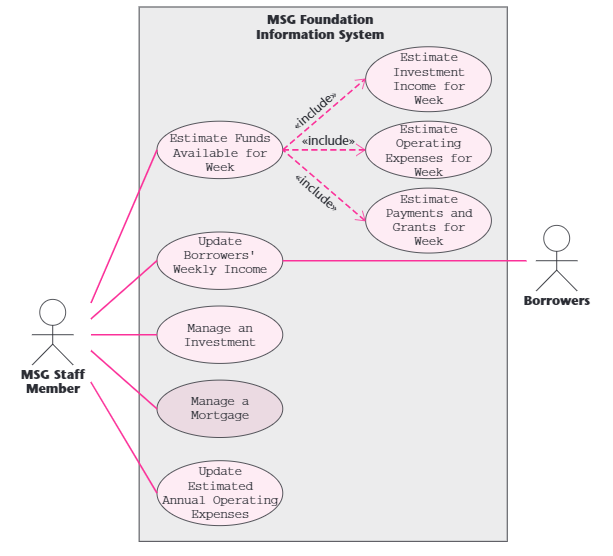 MSG Foundation
Information System
Estimate
Investment
Income for
Week
«include»
Estimate Funds
Available for
Week
«include»
Estimate
Operating
Expenses for
Week
«include»
Estimate
Payments and
Grants for
Week
Update
Borrowers'
Weekly Income
Borrowers
MSG Staff
Member
Manage an
Investment
Manage a
Mortgage
Update
Estimated
Annual Operating
Expenses